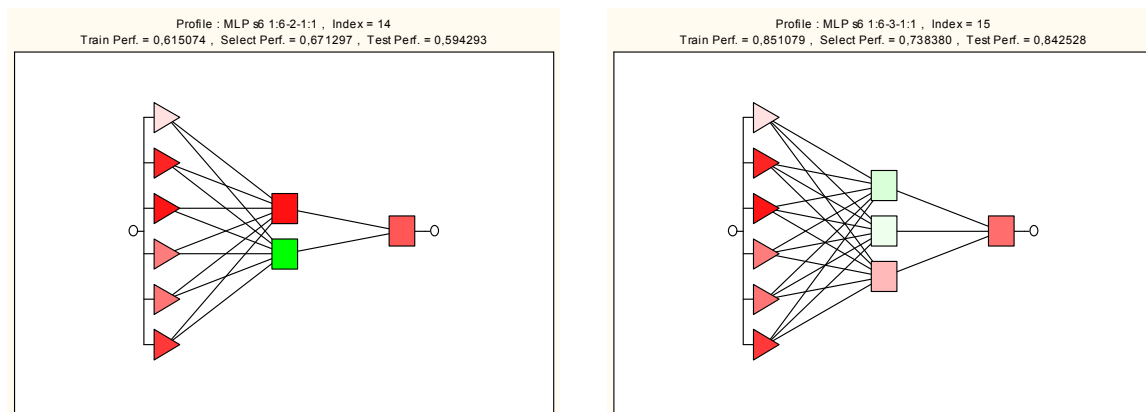 Profile : MLP s6 1:6-2-1:1 , Index = 14
Train Perf. = 0,615074 , Select Perf. = 0,671297 , Test Perf. = 0,594293
Profile : MLP s6 1:6-3-1:1 , Index = 15
Train Perf. = 0,851079 , Select Perf. = 0,738380 , Test Perf. = 0,842528